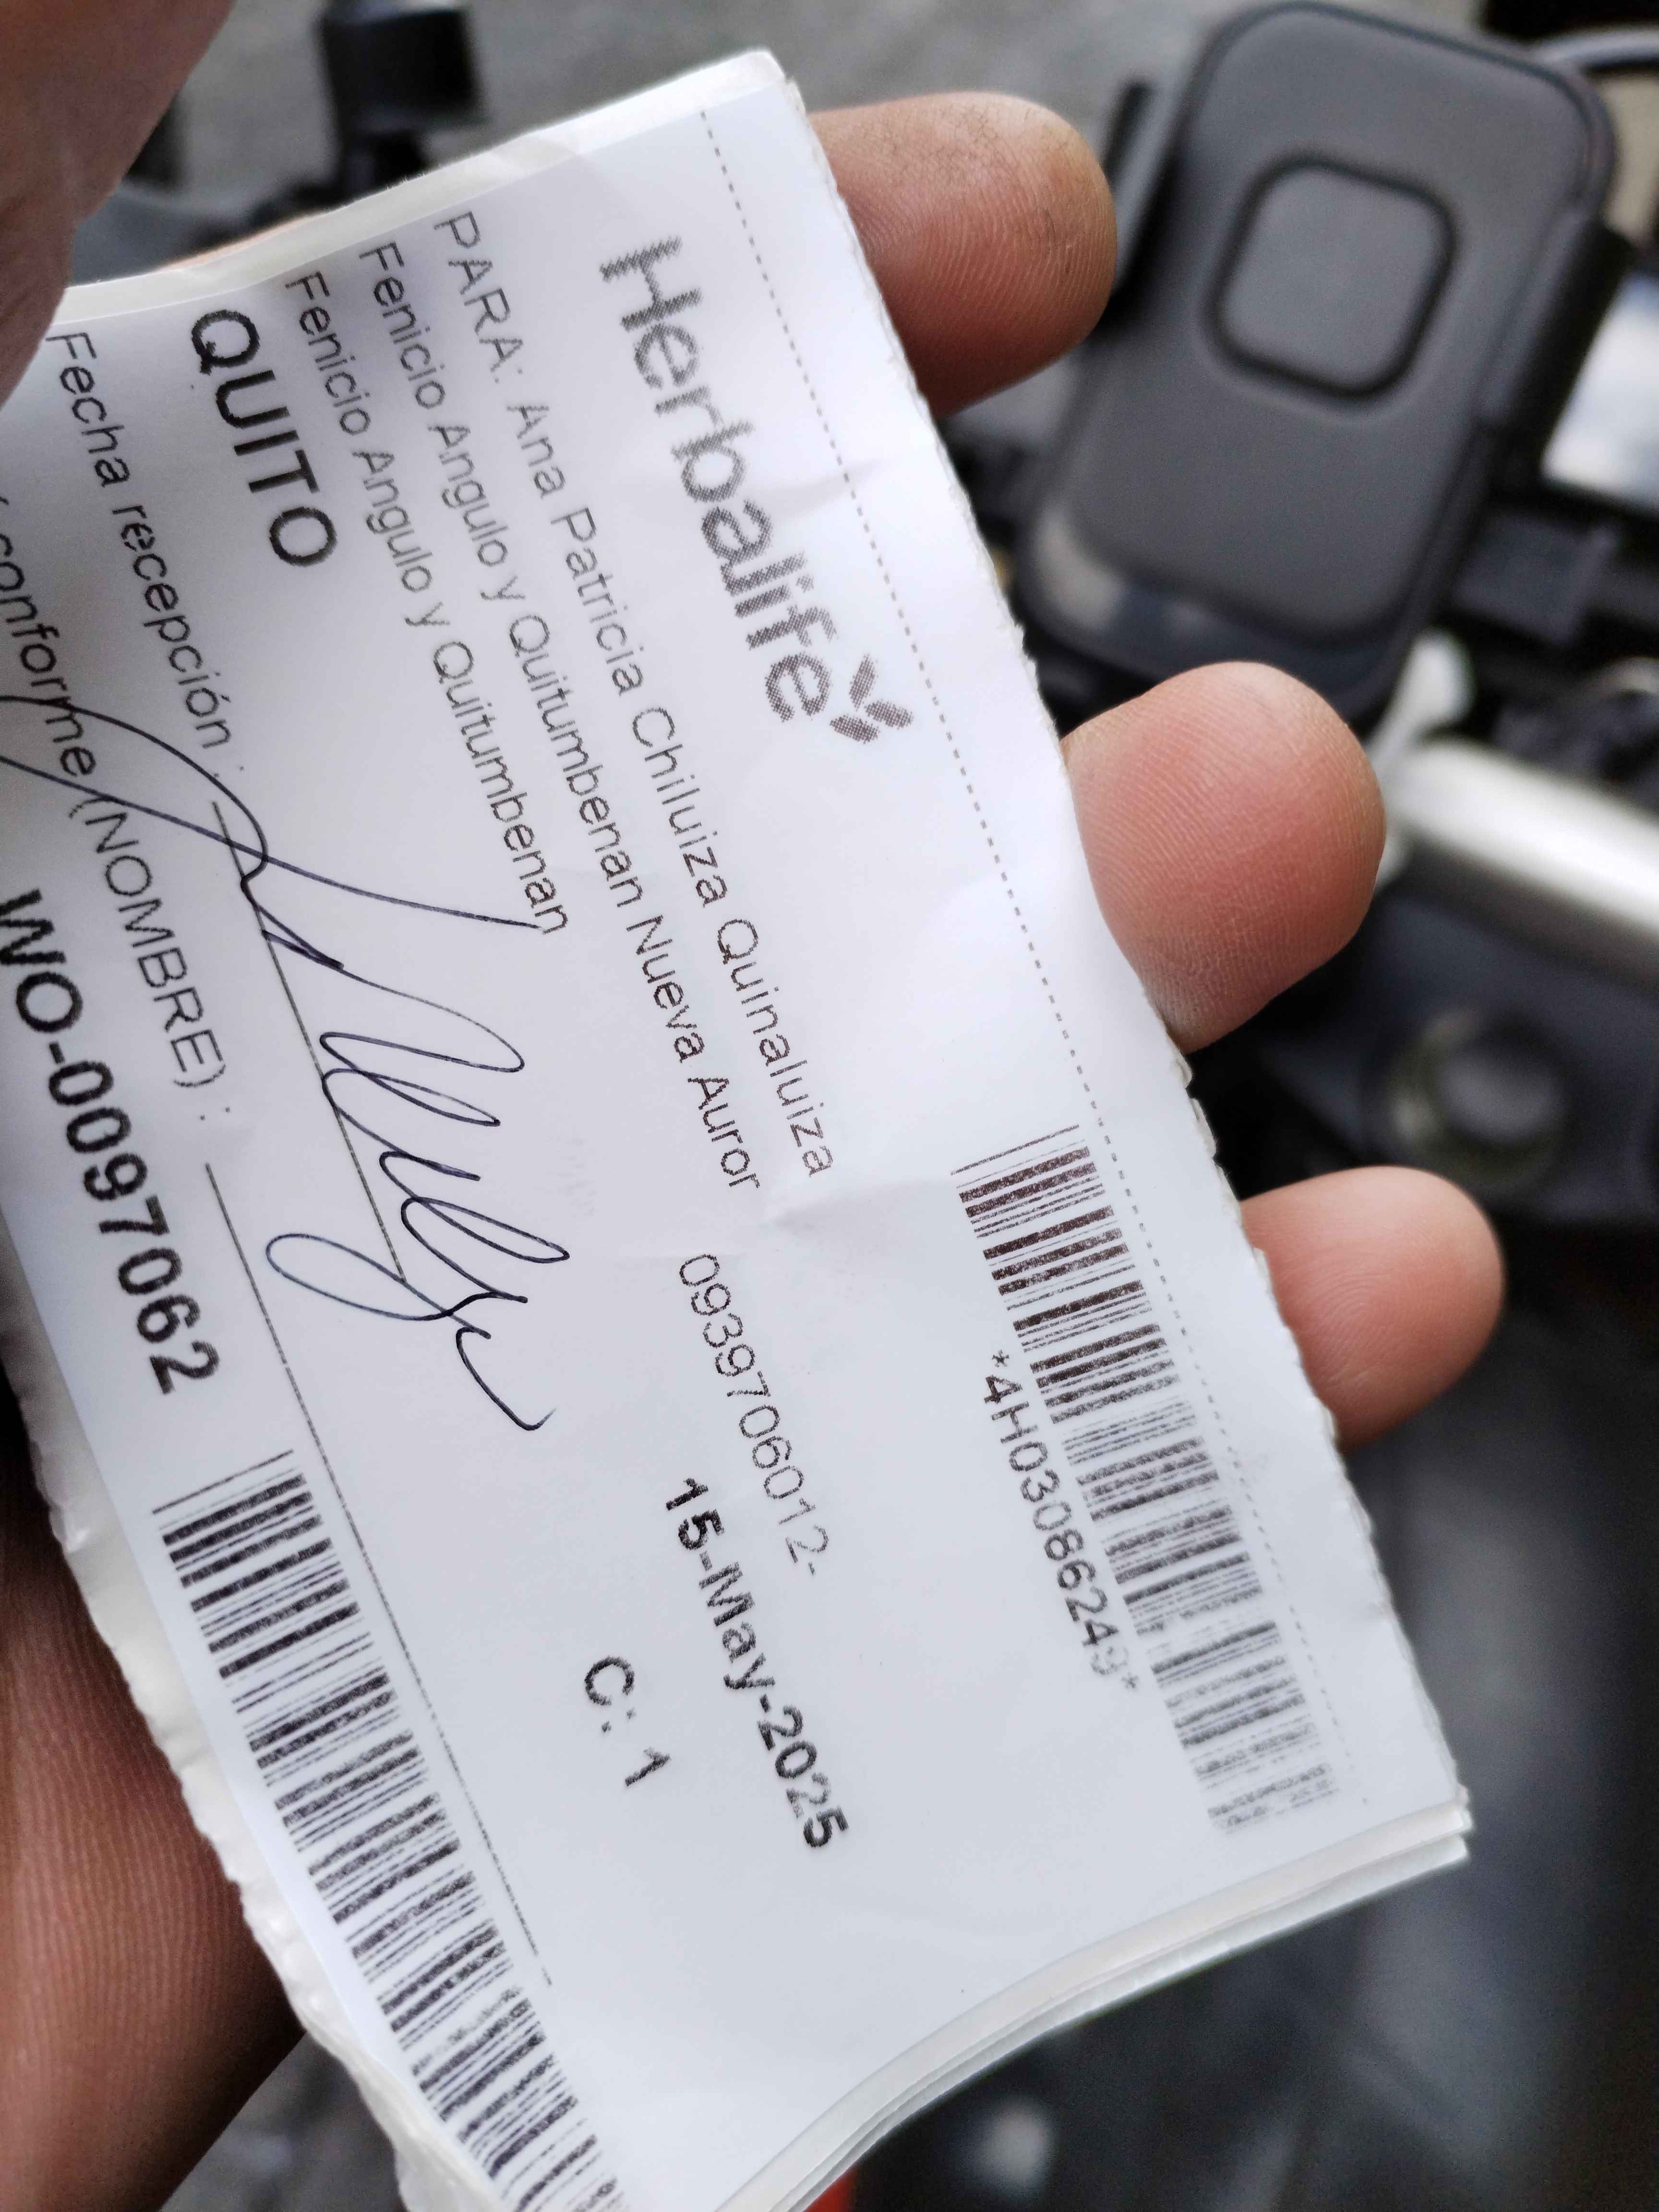 *4H03086249*
Herbalife
PARA: Ana Patricia Chiluiza Quinaluiza
Fenicio Angulo y Quitumbenan Nueva Auror
0939706012-
Fenicio Angulo y Quitumbenan
15-May-2025
QUITO
C: 1
Fecha recepción :
conforme (NOMBRE) :
WO-0097062